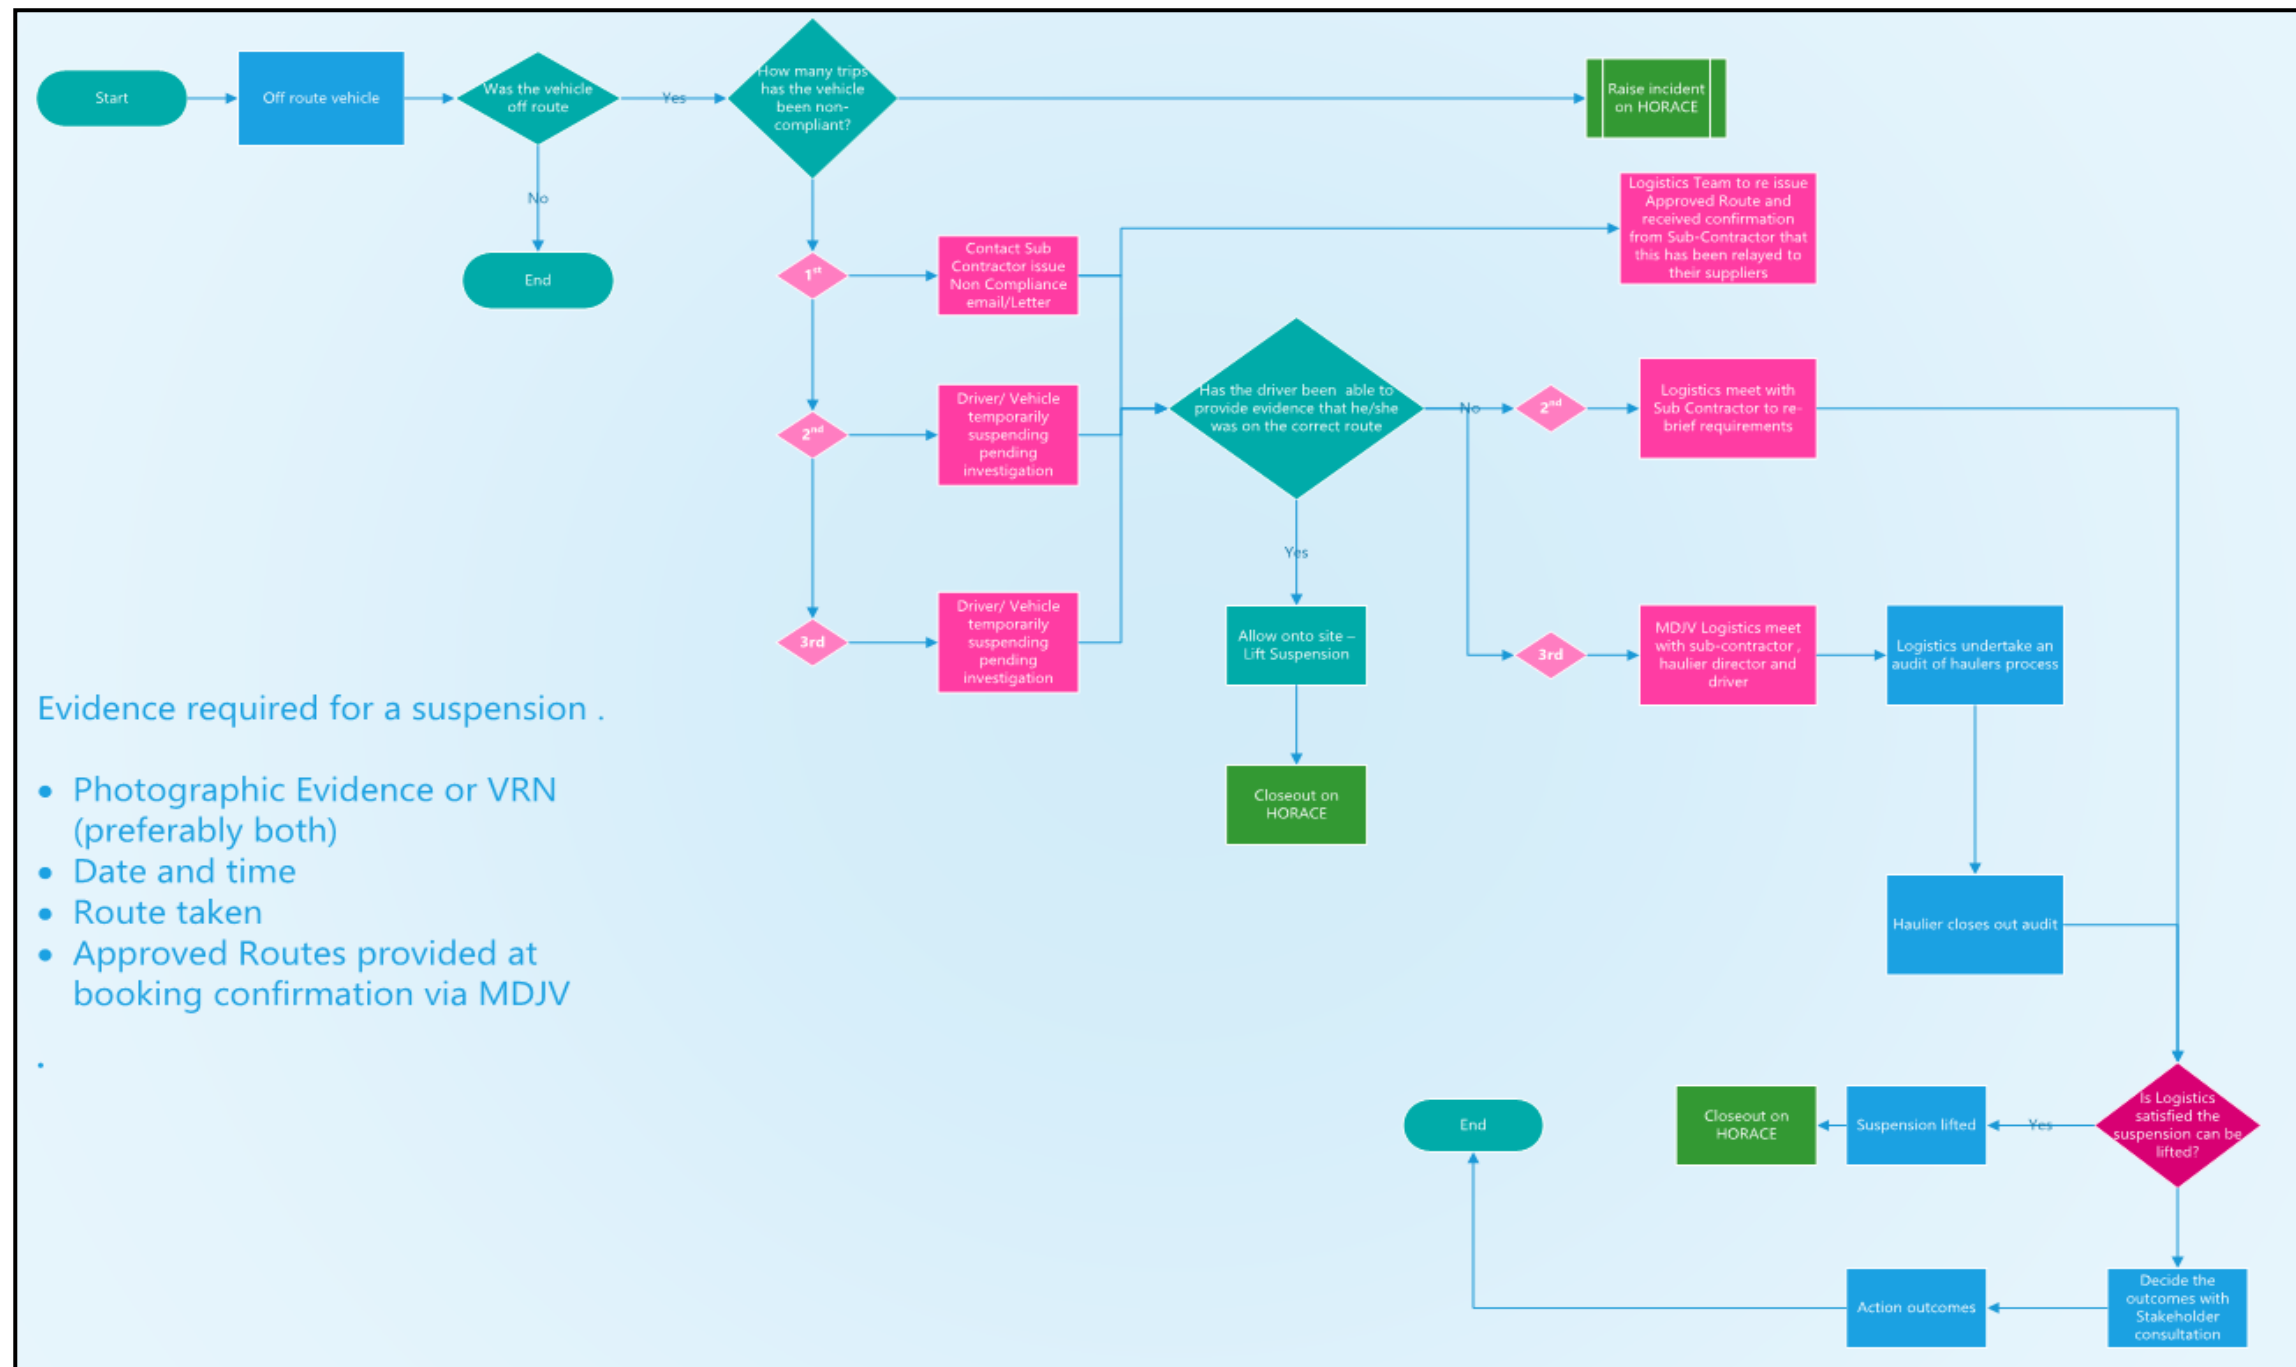 Start
Off route vehicle
Was the vehicle
off route
Yes
How many trips
has the vehicle
been non-
compliant?
Raise incident
on HORACE
No
End
Logistics Team to re issue
Approved Route and
received confirmation
from Sub-Contractor that
this has been relayed to
their suppliers
1st
Contact Sub
Contractor issue
Non Compliance
email/Letter
2nd
Driver/ Vehicle
temporarily
suspending
pending
investigation
Has the driver been  able to
provide evidence that he/she
was on the correct route
No
2nd
Logistics meet with
Sub Contractor to re-
brief requirements
Yes
3rd
Driver/ Vehicle
temporarily
suspending
pending
investigation
Allow onto site –
Lift Suspension
3rd
MDJV Logistics meet
with sub-contractor ,
haulier director and
driver
Logistics undertake an
audit of haulers process
Closeout on
HORACE
Haulier closes out audit
Evidence required for a suspension .
• Photographic Evidence or VRN
(preferably both)
• Date and time
• Route taken
• Approved Routes provided at
booking confirmation via MDJV
.
End
Closeout on
HORACE
Suspension lifted
Yes
Is Logistics
satisfied the
suspension can be
lifted?
Action outcomes
Decide the
outcomes with
Stakeholder
consultation